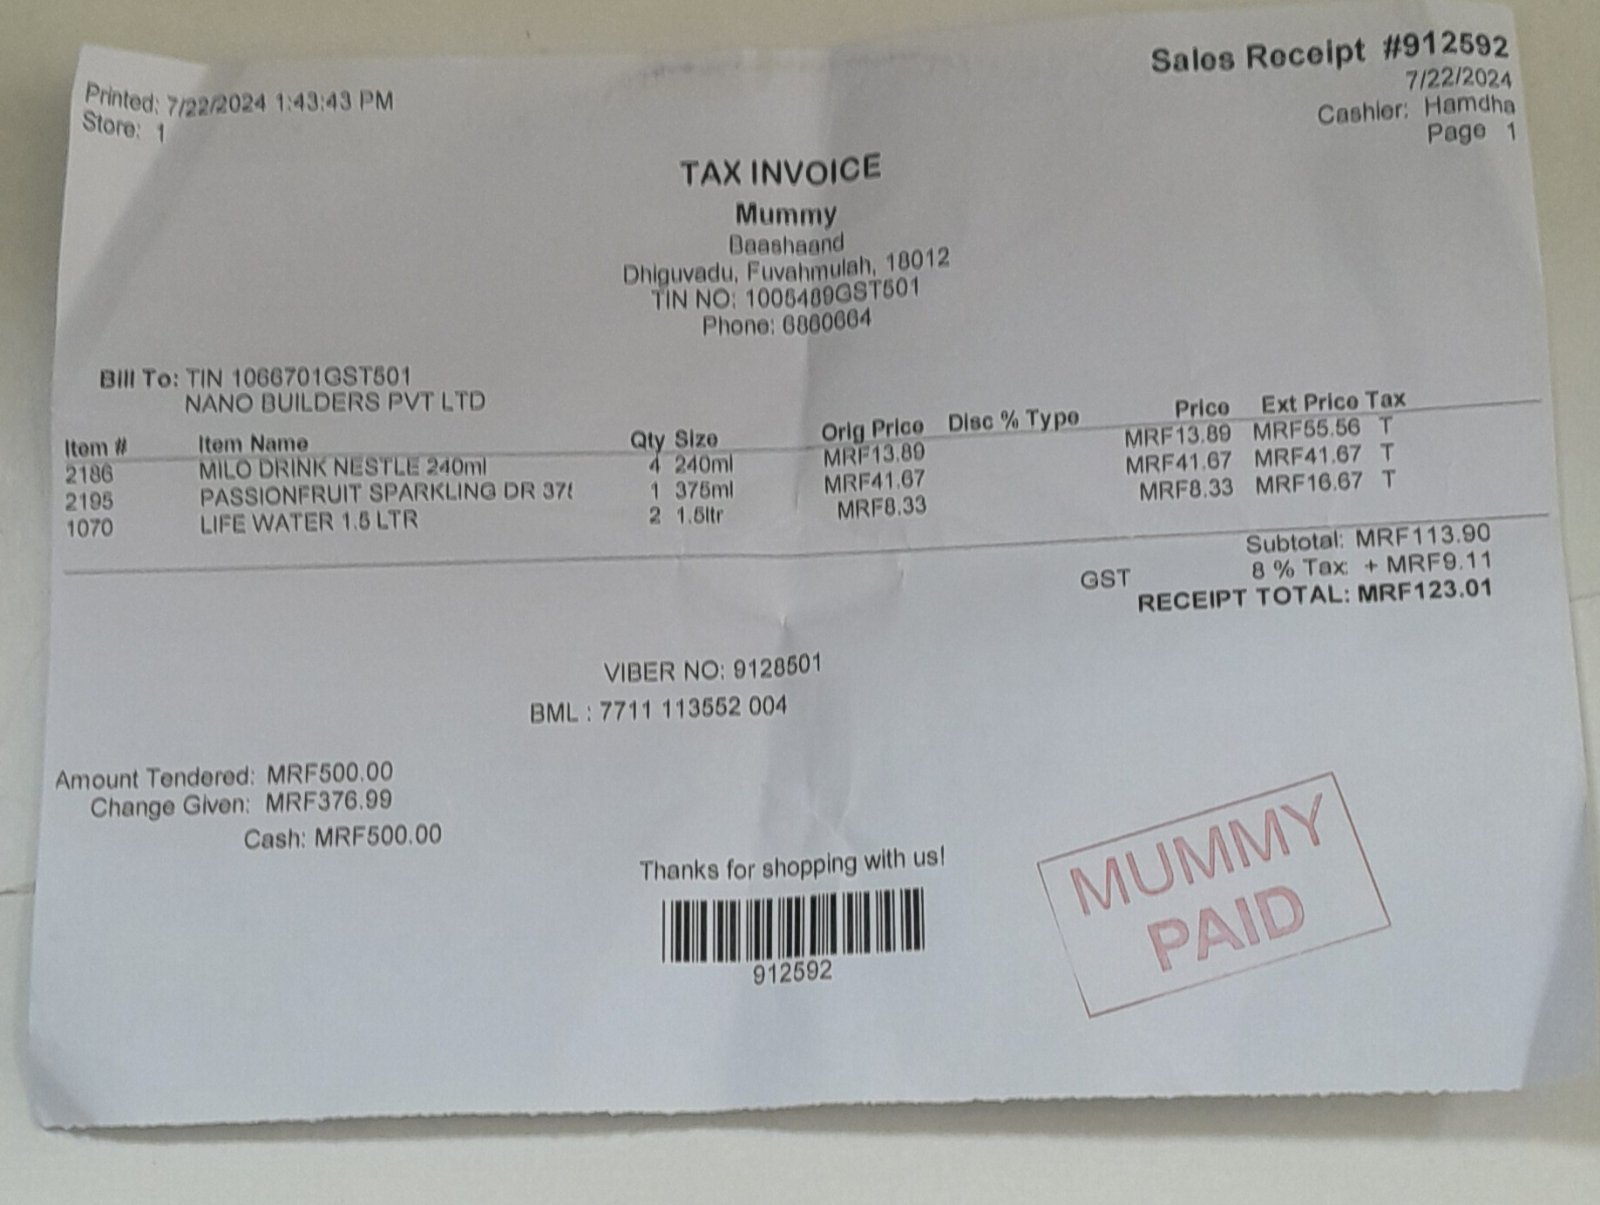 Sales Receipt #912592
Printed: 7/22/2024 1:43:43 PM
7/22/2024
Store: 1
Cashier: Hamdha
Page 1
TAX INVOICE
Mummy
Baashaand
Dhiguvadu, Fuvahmulah, 18012
TIN NO: 1005489GST501
Phone: 6860664
Bill To: TIN 1066701GST501
NANO BUILDERS PVT LTD
Item # Item Name Qty Size Orig Price Disc % Type Price Ext Price Tax
2186 MILO DRINK NESTLE 240ml 4 240ml MRF13.89 MRF13.89 MRF55.56 T
2195 PASSIONFRUIT SPARKLING DR 375 1 375ml MRF41.67 MRF41.67 MRF41.67 T
1070 LIFE WATER 1.5 LTR 2 1.5ltr MRF8.33 MRF8.33 MRF16.67 T
Subtotal: MRF113.90
GST 8 % Tax: + MRF9.11
RECEIPT TOTAL: MRF123.01
VIBER NO: 9128501
BML : 7711 113552 004
Amount Tendered: MRF500.00
Change Given: MRF376.99
Cash: MRF500.00
Thanks for shopping with us!
912592
MUMMY
PAID